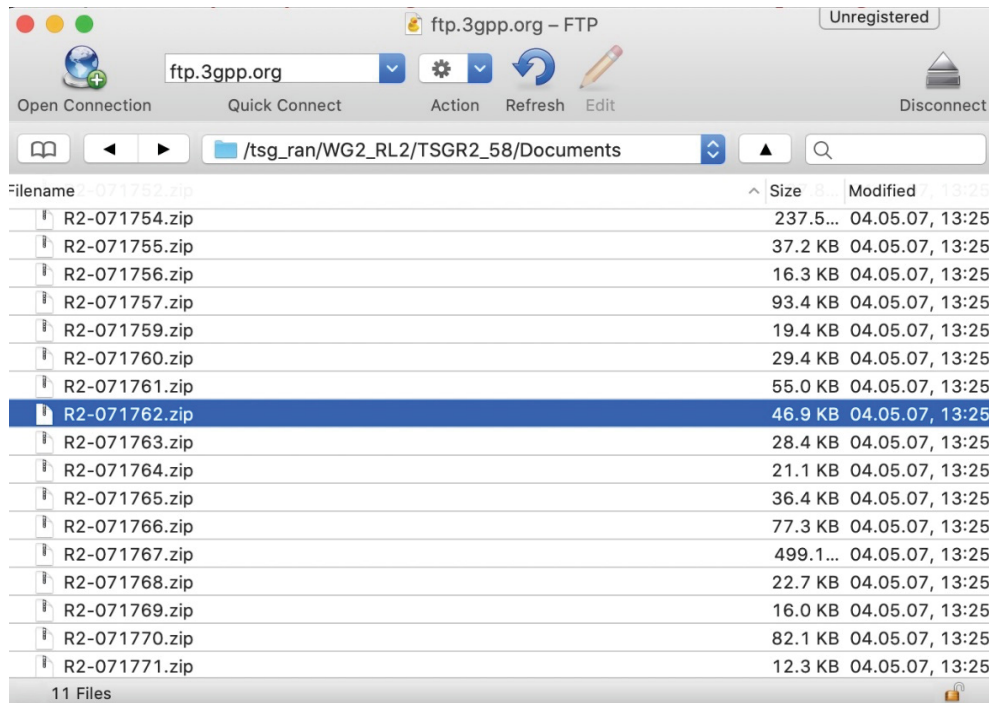 ftp.3gpp.org – FTP
Unregistered
ftp.3gpp.org
Open Connection Quick Connect Action Refresh Edit Disconnect
/tsg_ran/WG2_RL2/TSGR2_58/Documents
Filename Size Modified
R2-071754.zip 237.5... 04.05.07, 13:25
R2-071755.zip 37.2 KB 04.05.07, 13:25
R2-071756.zip 16.3 KB 04.05.07, 13:25
R2-071757.zip 93.4 KB 04.05.07, 13:25
R2-071759.zip 19.4 KB 04.05.07, 13:25
R2-071760.zip 29.4 KB 04.05.07, 13:25
R2-071761.zip 55.0 KB 04.05.07, 13:25
R2-071762.zip 46.9 KB 04.05.07, 13:25
R2-071763.zip 28.4 KB 04.05.07, 13:25
R2-071764.zip 21.1 KB 04.05.07, 13:25
R2-071765.zip 36.4 KB 04.05.07, 13:25
R2-071766.zip 77.3 KB 04.05.07, 13:25
R2-071767.zip 499.1... 04.05.07, 13:25
R2-071768.zip 22.7 KB 04.05.07, 13:25
R2-071769.zip 16.0 KB 04.05.07, 13:25
R2-071770.zip 82.1 KB 04.05.07, 13:25
R2-071771.zip 12.3 KB 04.05.07, 13:25
11 Files